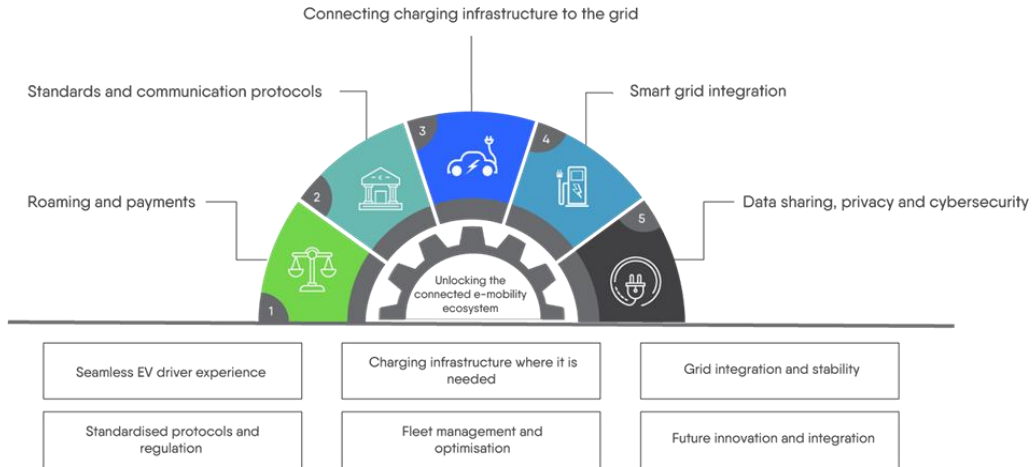 Connecting charging infrastructure to the grid
Standards and communication protocols
Smart grid integration
Roaming and payments
Data sharing, privacy and cybersecurity
1
2
3
4
5
Unlocking the
connected e-mobility
ecosystem
Seamless EV driver experience
Charging infrastructure where it is
needed
Grid integration and stability
Standardised protocols and
regulation
Fleet management and
optimisation
Future innovation and integration